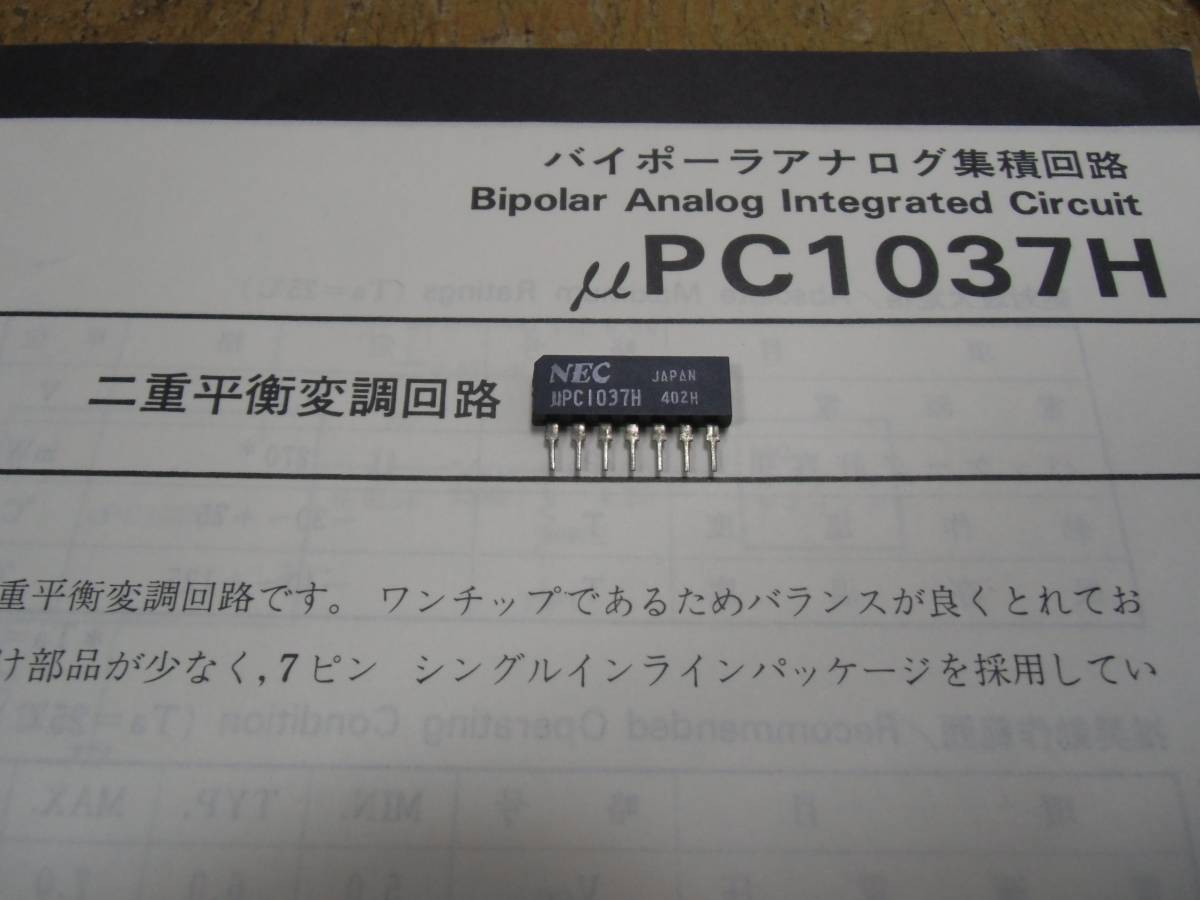 バイポーラアナログ集積回路
Bipolar Analog Integrated Circuit
μPC1037H
二重平衡変調回路
NEC JAPAN
μPC1037H 402H
重平衡変調回路です。ワンチップであるためバランスが良くとれてお
け部品が少なく,7ピン シングルインラインパッケージを採用してい